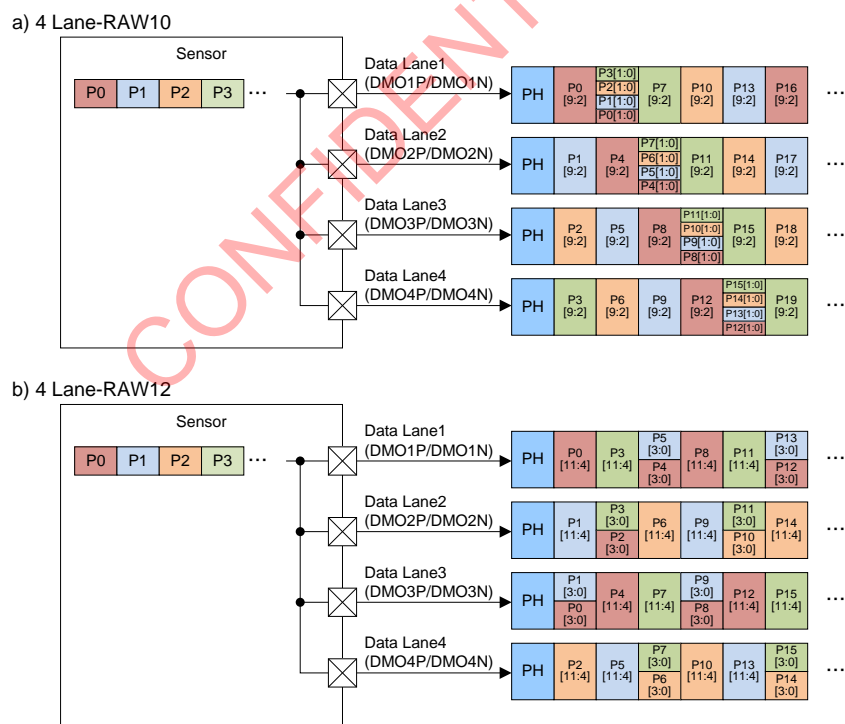 a) 4 Lane-RAW10
Sensor
P0 P1 P2 P3 ···
Data Lane1
(DMO1P/DMO1N)
PH
P0
[9:2]
P3[1:0]
P2[1:0]
P1[1:0]
P0[1:0]
P7
[9:2]
P10
[9:2]
P13
[9:2]
P16
[9:2]
···
Data Lane2
(DMO2P/DMO2N)
PH
P1
[9:2]
P4
[9:2]
P7[1:0]
P6[1:0]
P5[1:0]
P4[1:0]
P11
[9:2]
P14
[9:2]
P17
[9:2]
···
Data Lane3
(DMO3P/DMO3N)
PH
P2
[9:2]
P5
[9:2]
P8
[9:2]
P11[1:0]
P10[1:0]
P9[1:0]
P8[1:0]
P15
[9:2]
P18
[9:2]
···
Data Lane4
(DMO4P/DMO4N)
PH
P3
[9:2]
P6
[9:2]
P9
[9:2]
P12
[9:2]
P15[1:0]
P14[1:0]
P13[1:0]
P12[1:0]
P19
[9:2]
···
CONFIDENT
b) 4 Lane-RAW12
Sensor
P0 P1 P2 P3 ···
Data Lane1
(DMO1P/DMO1N)
PH
P0
[11:4]
P3
[11:4]
P5
[3:0]
P4
[3:0]
P8
[11:4]
P11
[11:4]
P13
[3:0]
P12
[3:0]
···
Data Lane2
(DMO2P/DMO2N)
PH
P1
[11:4]
P3
[3:0]
P2
[3:0]
P6
[11:4]
P9
[11:4]
P11
[3:0]
P10
[3:0]
P14
[11:4]
···
Data Lane3
(DMO3P/DMO3N)
PH
P1
[3:0]
P0
[3:0]
P4
[11:4]
P7
[11:4]
P9
[3:0]
P8
[3:0]
P12
[11:4]
P15
[11:4]
···
Data Lane4
(DMO4P/DMO4N)
PH
P2
[11:4]
P5
[11:4]
P7
[3:0]
P6
[3:0]
P10
[11:4]
P13
[11:4]
P15
[3:0]
P14
[3:0]
···